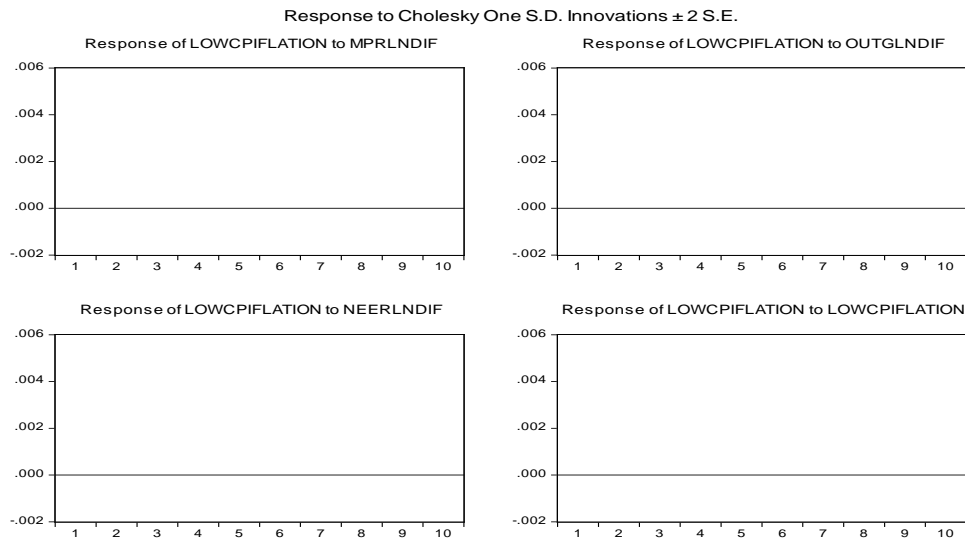 Response to Cholesky One S.D. Innovations ± 2 S.E.
Response of LOWCPIFLATION to MPRLNDIF
.006
.004
.002
.000
-.002
1 2 3 4 5 6 7 8 9 10
Response of LOWCPIFLATION to OUTGLNDIF
.006
.004
.002
.000
-.002
1 2 3 4 5 6 7 8 9 10
Response of LOWCPIFLATION to NEERLNDIF
.006
.004
.002
.000
-.002
1 2 3 4 5 6 7 8 9 10
Response of LOWCPIFLATION to LOWCPIFLATION
.006
.004
.002
.000
-.002
1 2 3 4 5 6 7 8 9 10